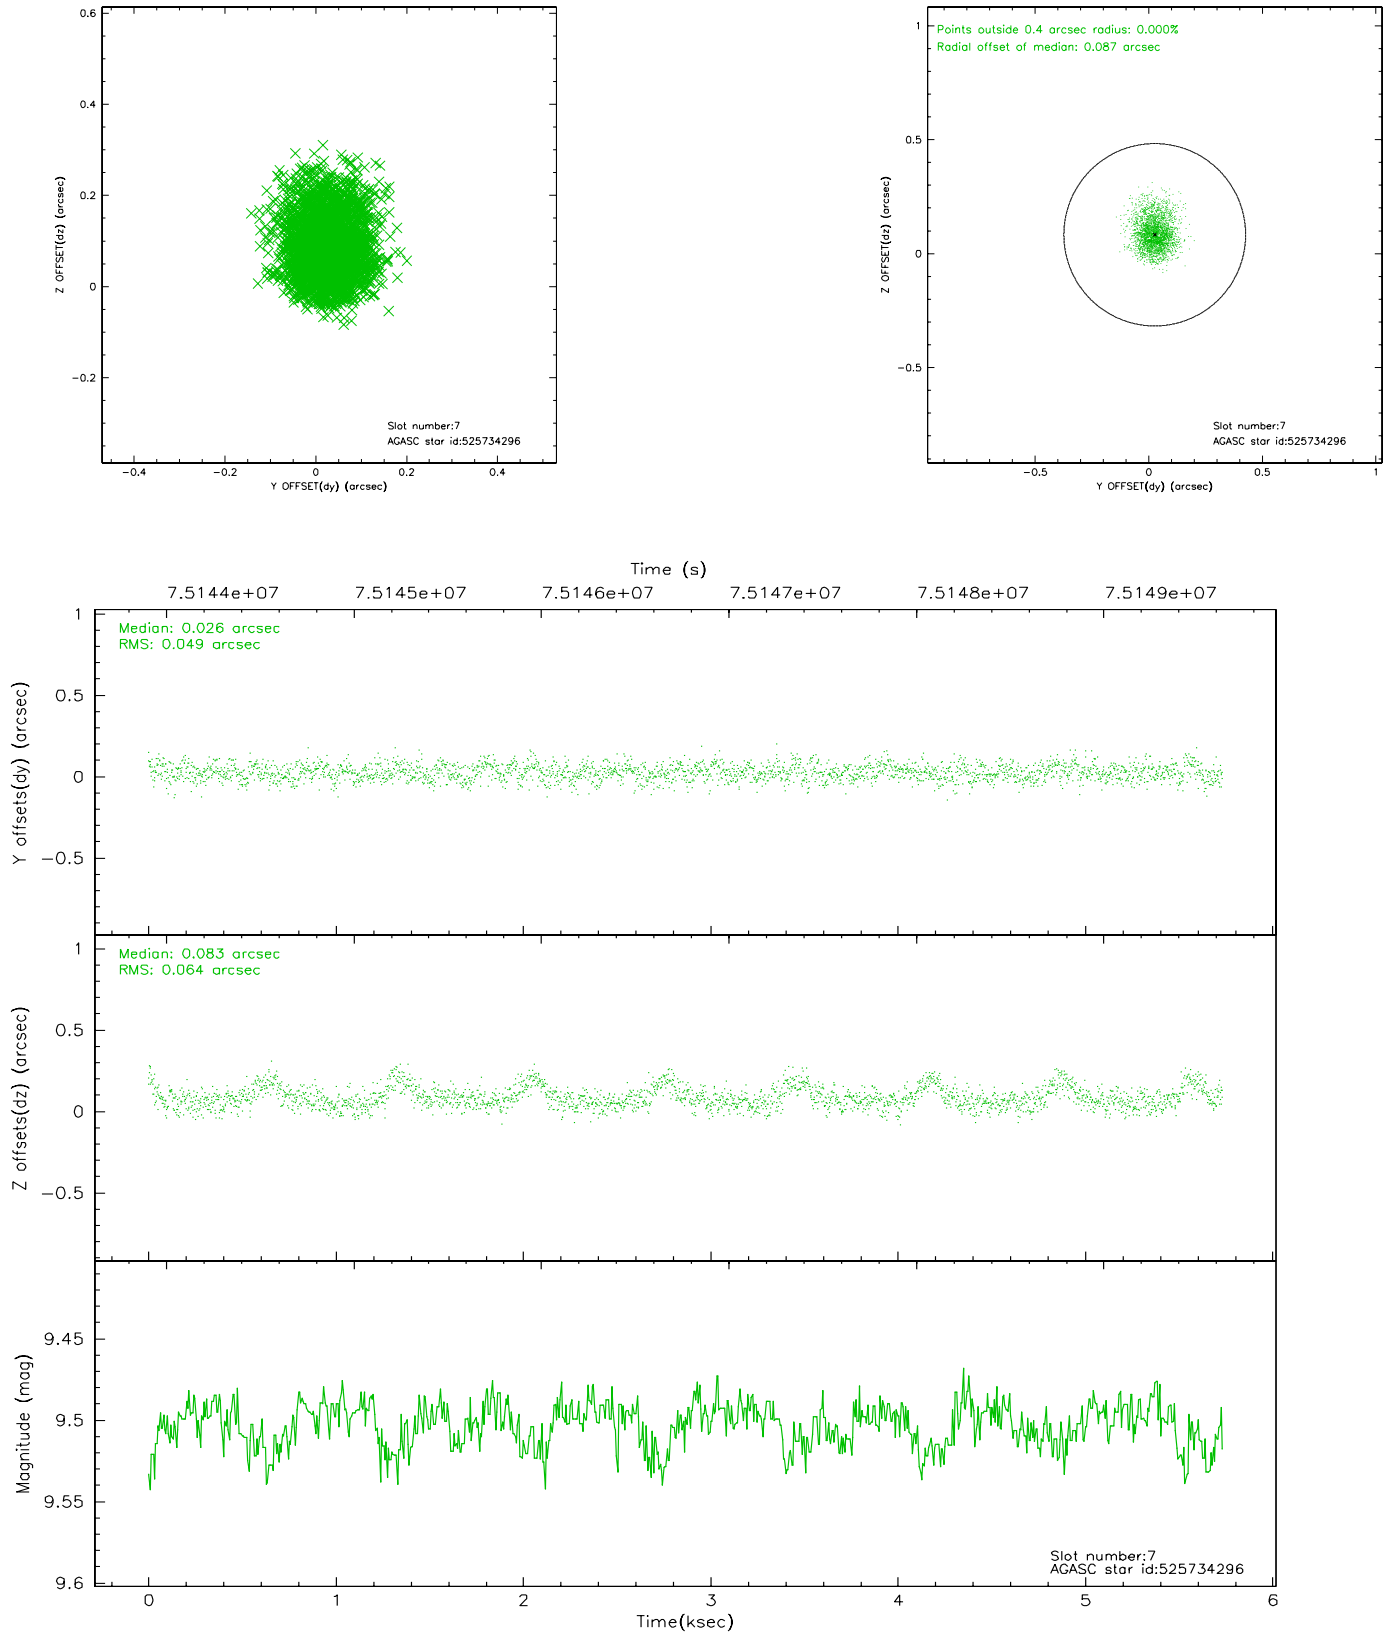 0.6
0.4
0.2
0
−0.2
Z OFFSET(dz) (arcsec)
−0.4
−0.2
0
0.2
0.4
Y OFFSET(dy) (arcsec)
Slot number:7
AGASC star id:525734296
Points outside 0.4 arcsec radius: 0.000%
Radial offset of median: 0.087 arcsec
1
0.5
0
−0.5
Z OFFSET(dz) (arcsec)
−0.5
0
0.5
1
Y OFFSET(dy) (arcsec)
Slot number:7
AGASC star id:525734296
Time (s)
7.5144e+07
7.5145e+07
7.5146e+07
7.5147e+07
7.5148e+07
7.5149e+07
Median: 0.026 arcsec
RMS: 0.049 arcsec
1
0.5
0
−0.5
Y offsets(dy) (arcsec)
Median: 0.083 arcsec
RMS: 0.064 arcsec
1
0.5
0
−0.5
Z offsets(dz) (arcsec)
9.45
9.5
9.55
9.6
Magnitude (mag)
Slot number:7
AGASC star id:525734296
0
1
2
3
4
5
6
Time(ksec)